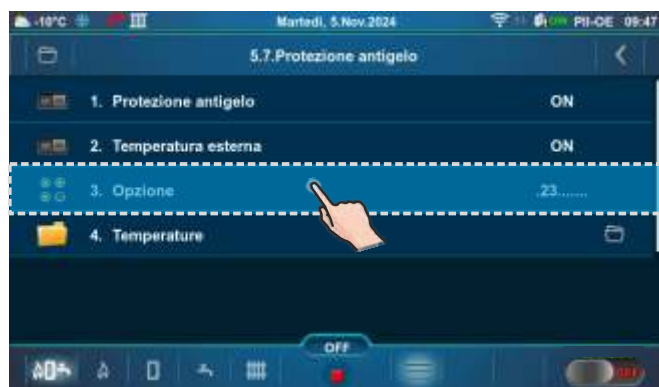 -10°C Martedì, 5.Nov.2024 PII-OE 09:47
5.7.Protezione antigelo
1. Protezione antigelo ON
2. Temperatura esterna ON
3. Opzione .23.......
4. Temperature
OFF
OFF